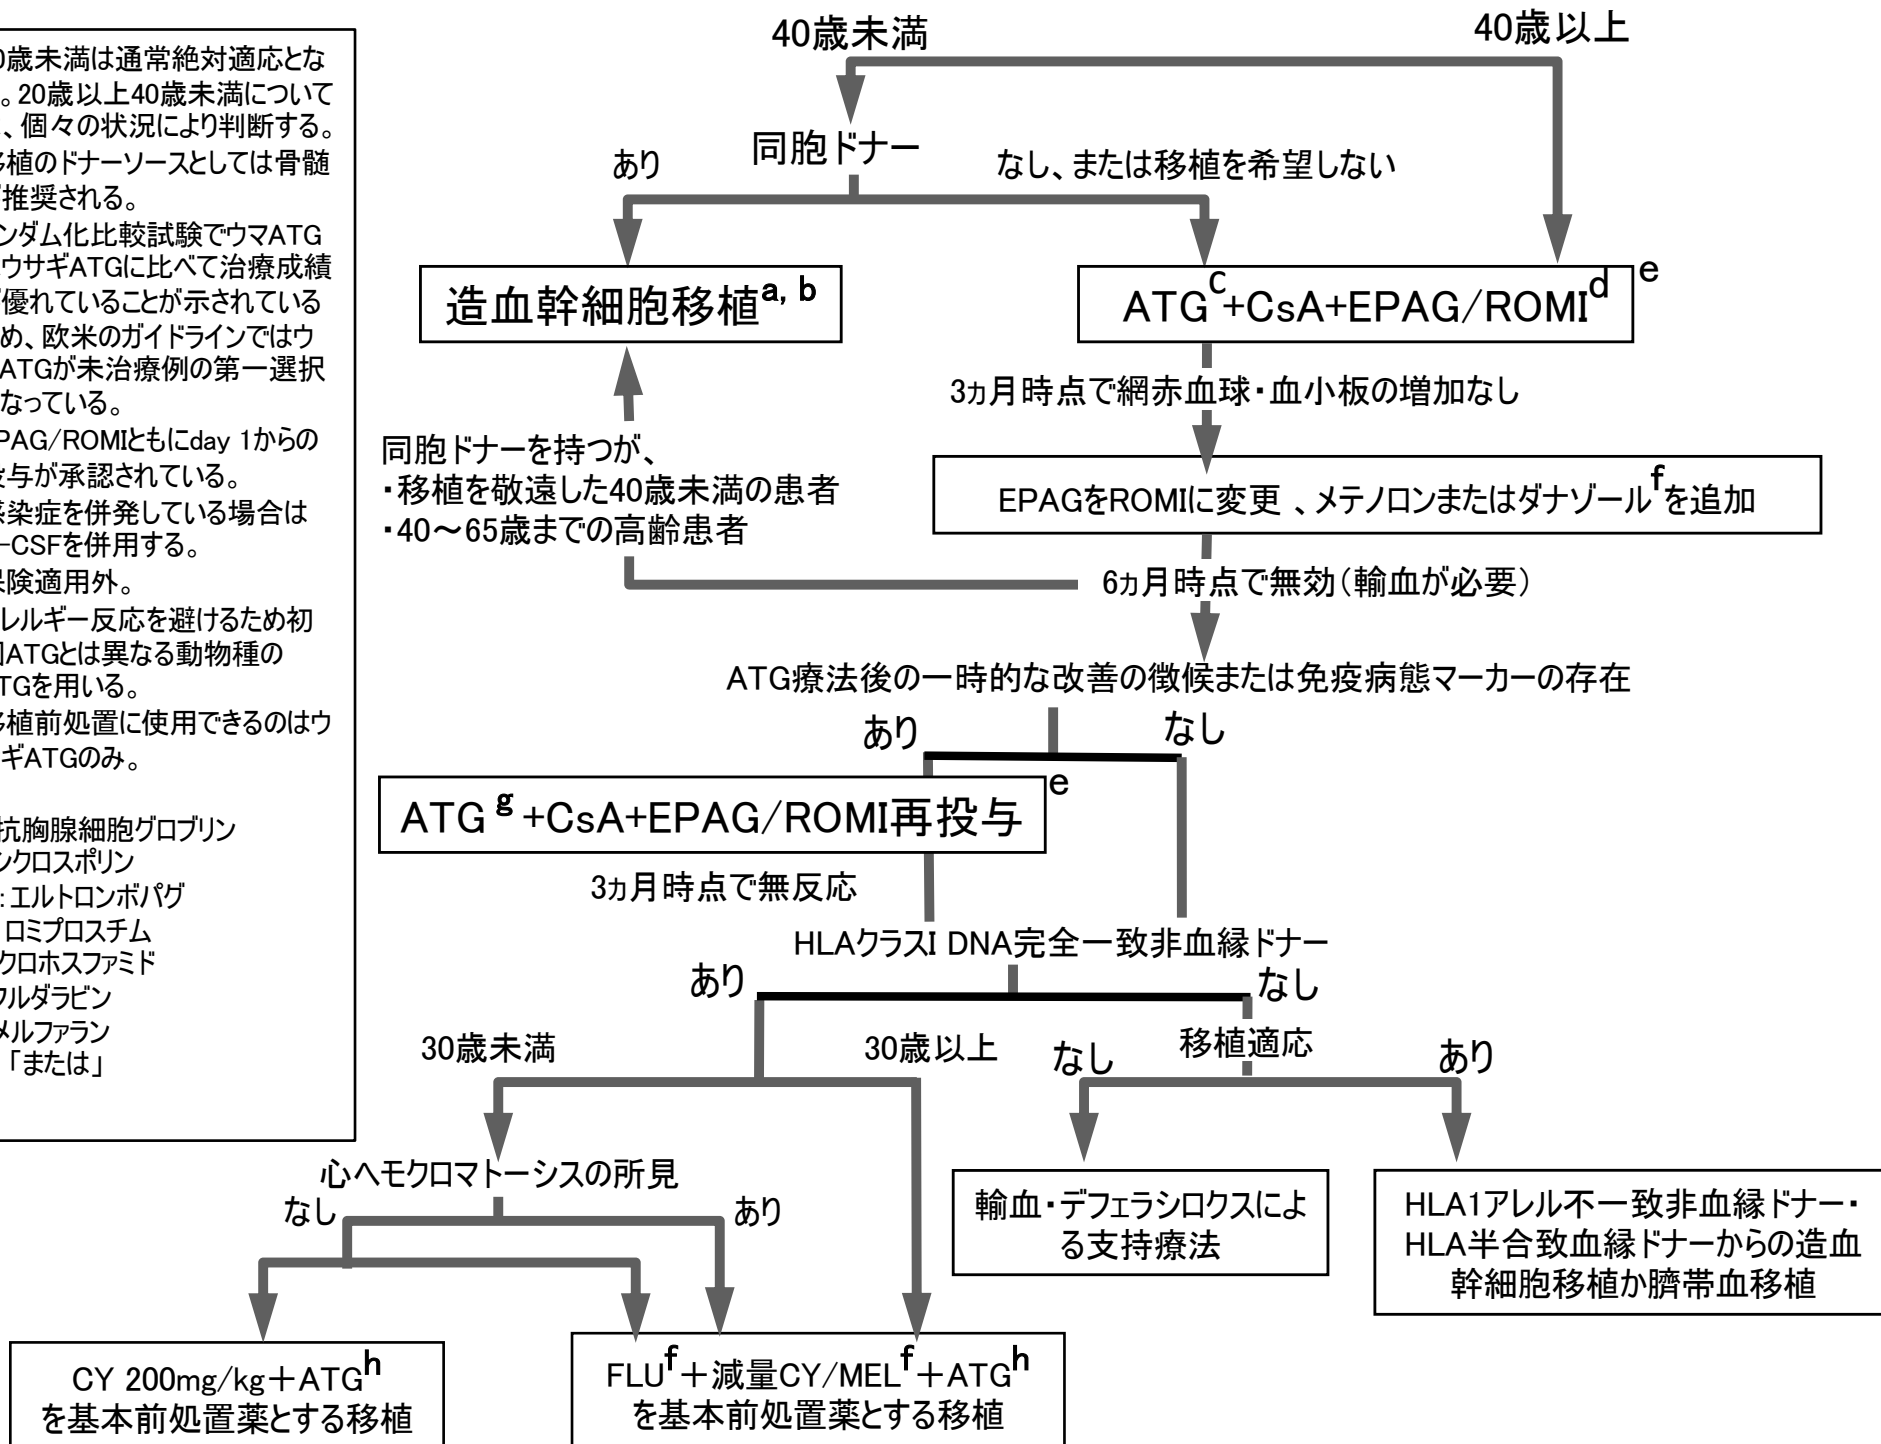 40歳未満
40歳以上
0歳未満は通常絶対適応とな
。20歳以上40歳未満について
、個々の状況により判断する。
移植のドナーソースとしては骨髄
推奨される。
ンダム化比較試験でウマATG
ウサギATGに比べて治療成績
優れていることが示されている
め、欧米のガイドラインではウ
ATGが未治療例の第一選択
なっている。
PAG/ROMIともにday 1からの
投与が承認されている。
感染症を併発している場合は
-CSFを併用する。
保険適用外。
レルギー反応を避けるため初
回ATGとは異なる動物種の
TGを用いる。
移植前処置に使用できるのはウ
ギATGのみ。
抗胸腺細胞グロブリン
シクロスポリン
: エルトロンボパグ
ロミプロスチム
クロホスファミド
フルダラビン
メルファラン
「または」
同胞ドナー
あり
なし、または移植を希望しない
造血幹細胞移植a, b
ATGc+CsA+EPAG/ROMId e
3ヵ月時点で網赤血球・血小板の増加なし
同胞ドナーを持つが、
・移植を敬遠した40歳未満の患者
・40～65歳までの高齢患者
EPAGをROMIに変更 、メテノロンまたはダナゾールfを追加
6ヵ月時点で無効（輸血が必要）
ATG療法後の一時的な改善の徴候または免疫病態マーカーの存在
あり
なし
ATG g +CsA+EPAG/ROMI再投与 e
3ヵ月時点で無反応
HLAクラスI DNA完全一致非血縁ドナー
あり
なし
30歳未満
30歳以上
移植適応
なし
あり
心ヘモクロマトーシスの所見
なし
あり
輸血・デフェラシロクスによ
る支持療法
HLA1アレル不一致非血縁ドナー・
HLA半合致血縁ドナーからの造血
幹細胞移植か臍帯血移植
CY 200mg/kg＋ATGh
を基本前処置薬とする移植
FLUf＋減量CY/MELf＋ATGh
を基本前処置薬とする移植